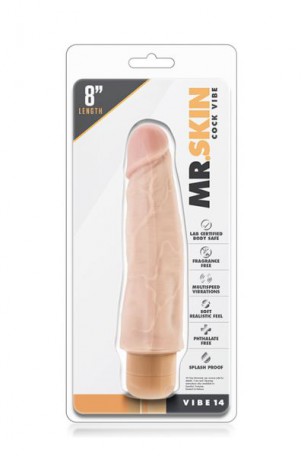 8"
LENGTH
MR.SKIN
COCK VIBE
LAB CERTIFIED
BODY SAFE
FRAGRANCE
FREE
MULTISPEED
VIBRATIONS
SOFT
REALISTIC FEEL
PHTHALATE
FREE
SPLASH PROOF
VIBE 14